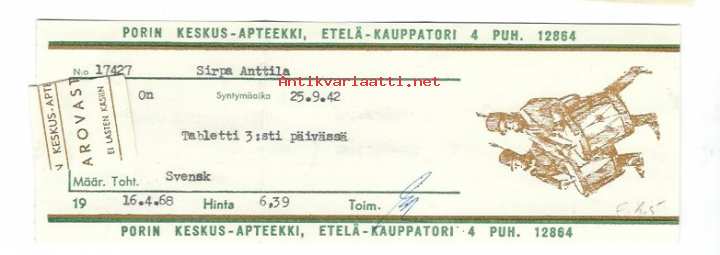 PORIN KESKUS-APTEEKKI, ETELÄ-KAUPPATORI 4 PUH. 12864
N:o 17427 Sirpa Anttila
Antikvariaatti.net
On Syntymäaika 25.9.42
Tabletti 3:sti päivässä
N KESKUS-APTE
AROVAST
EI LASTEN KÄSIIN
Määr. Toht. Svensk
19 16.4.68 Hinta 6,39 Toim.
PORIN KESKUS-APTEEKKI, ETELÄ-KAUPPATORI 4 PUH. 12864